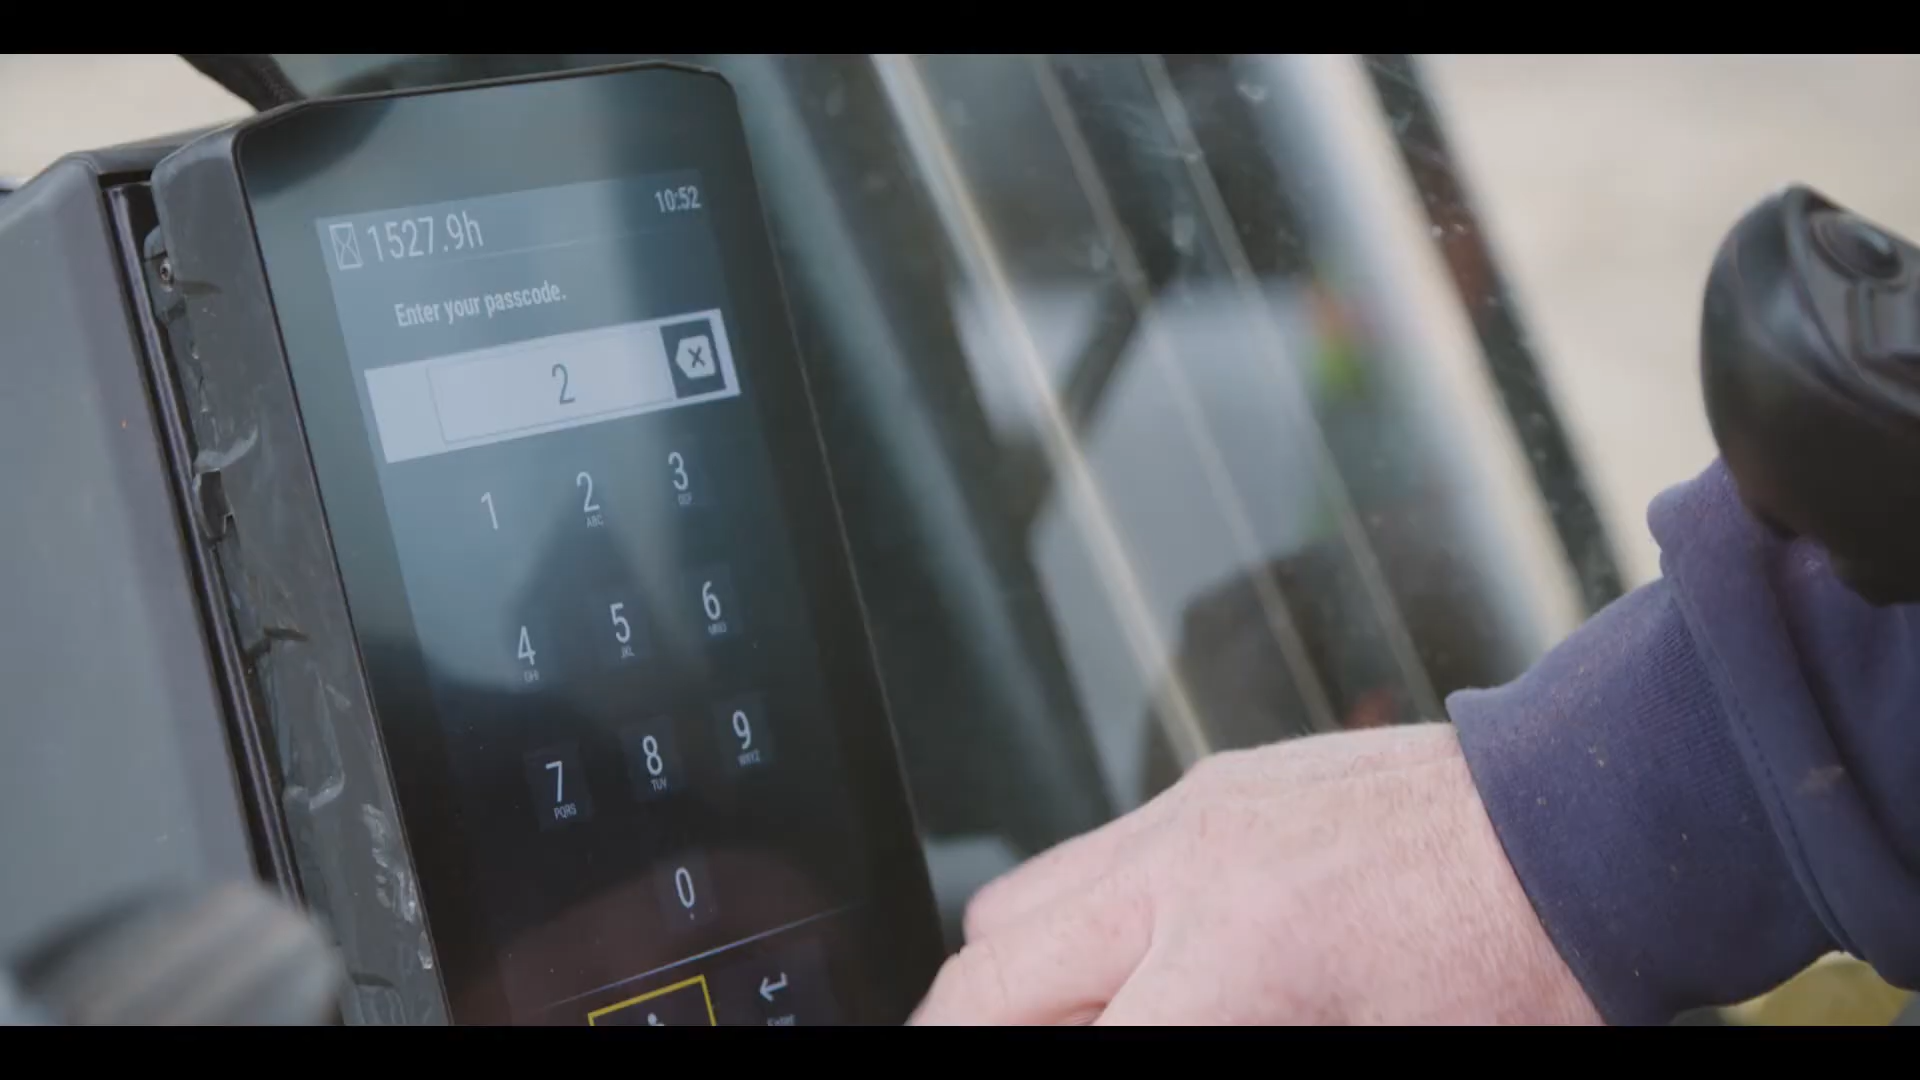 10:52
1527.9h
Enter your passcode.
2
1 2 3
ABC DEF
4 5 6
GHI JKL MNO
7 8 9
PQRS TUV WXYZ
0
Enter